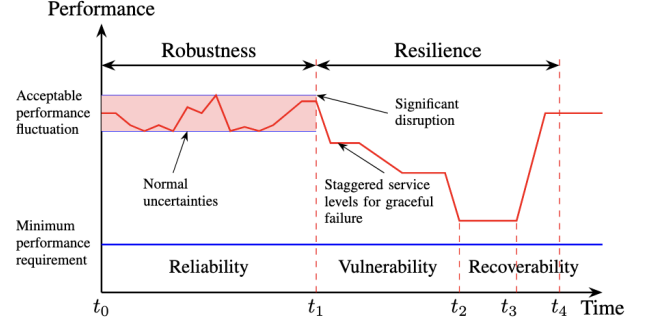 Performance
Robustness
Resilience
Acceptable
performance
fluctuation
Significant
disruption
Normal
uncertainties
Staggered service
levels for graceful
failure
Minimum
performance
requirement
Reliability
Vulnerability
Recoverability
t0
t1
t2
t3
t4
Time